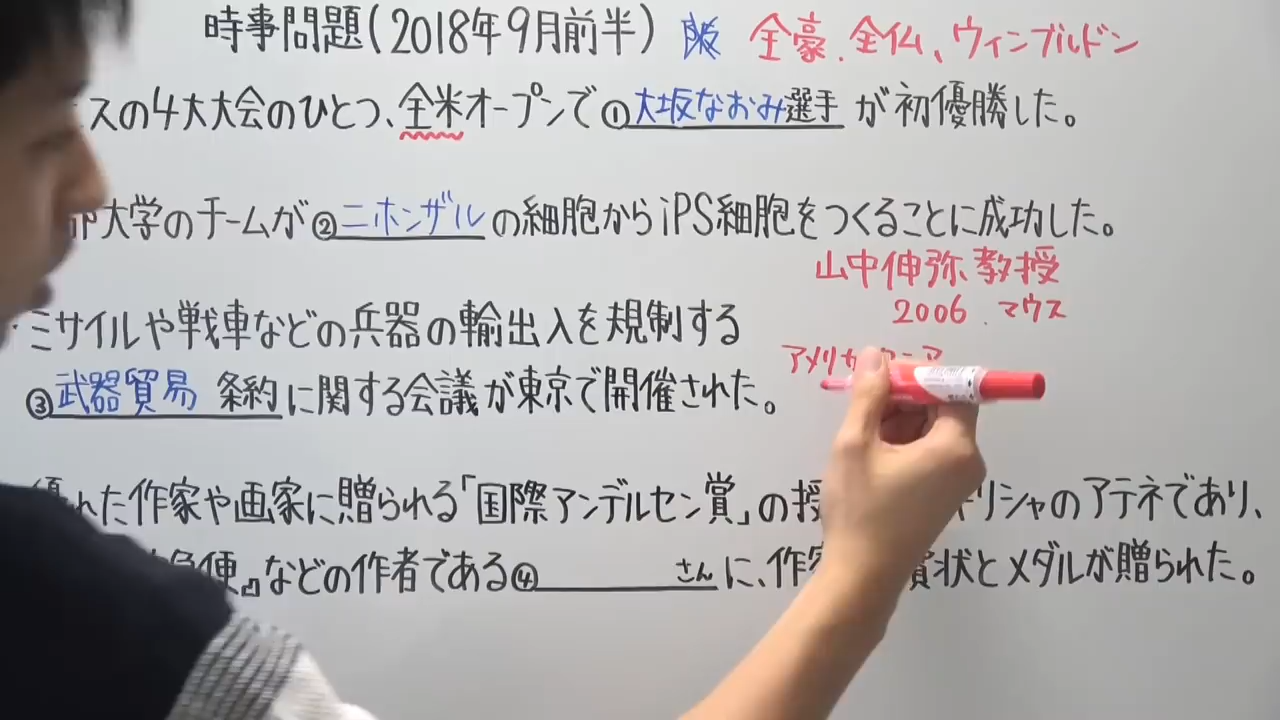 時事問題(2018年9月前半) 阪 全豪、全仏、ウィンブルドン
スの4大大会のひとつ、全米オープンで①大坂なおみ選手が初優勝した。
大学のチームが②ニホンザルの細胞からiPS細胞をつくることに成功した。
山中伸弥教授
2006、マウス
ミサイルや戦車などの兵器の輸出入を規制する
アメリカ
③武器貿易条約に関する会議が東京で開催された。
れた作家や画家に贈られる「国際アンデルセン賞」の授 リシャのアテネであり、
便』などの作者である④ さんに、作 賞状とメダルが贈られた。